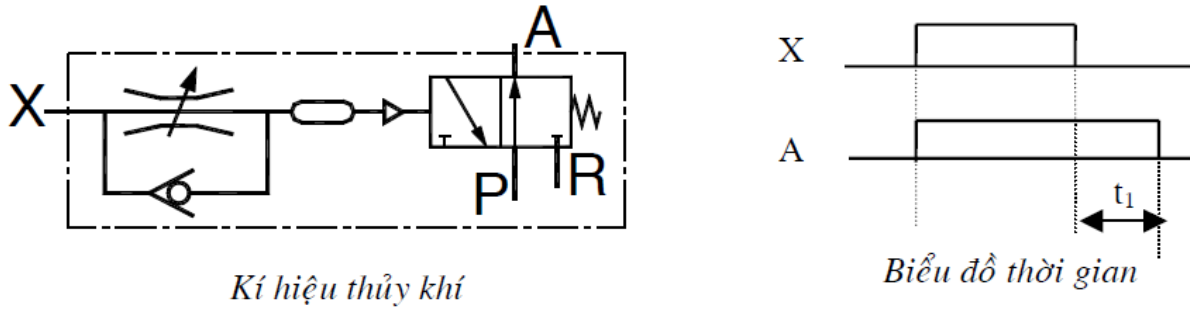 A
X
P
R
Kí hiệu thủy khí
X
A
t₁
Biểu đồ thời gian